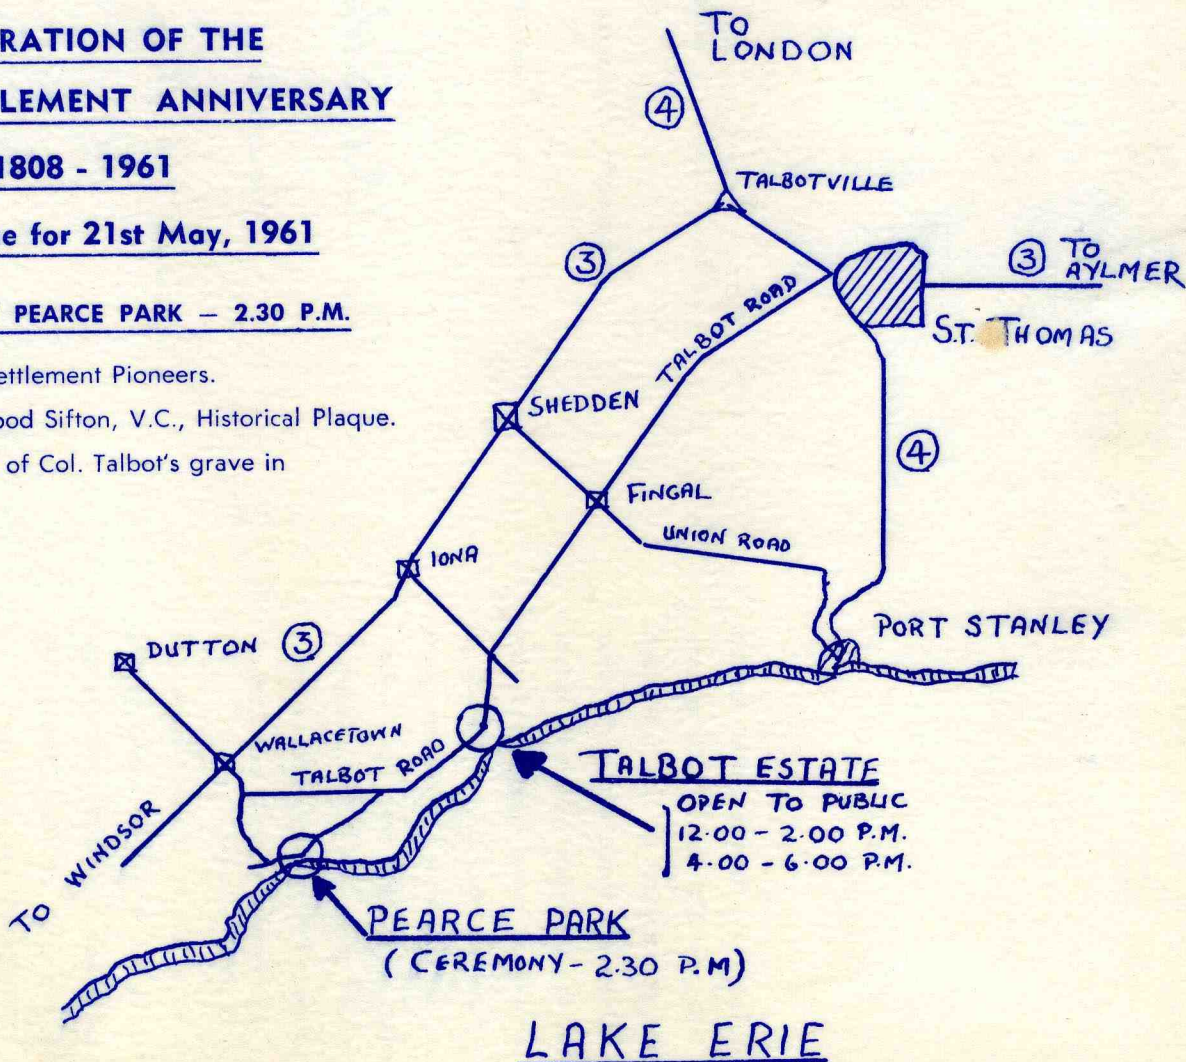 RATION OF THE
LEMENT ANNIVERSARY
1808 - 1961
e for 21st May, 1961
PEARCE PARK — 2.30 P.M.
ettlement Pioneers.
ood Sifton, V.C., Historical Plaque.
of Col. Talbot's grave in
TO
LONDON
4
TALBOTVILLE
3
3 TO
AYLMER
S.T. THOMAS
TALBOT ROAD
SHEDDEN
4
FINGAL
UNION ROAD
IONA
PORT STANLEY
DUTTON 3
WALLACETOWN
TALBOT ROAD
TALBOT ESTATE
OPEN TO PUBLIC
12.00 - 2.00 P.M.
4.00 - 6.00 P.M.
TO WINDSOR
PEARCE PARK
(CEREMONY - 2.30 P.M)
LAKE ERIE